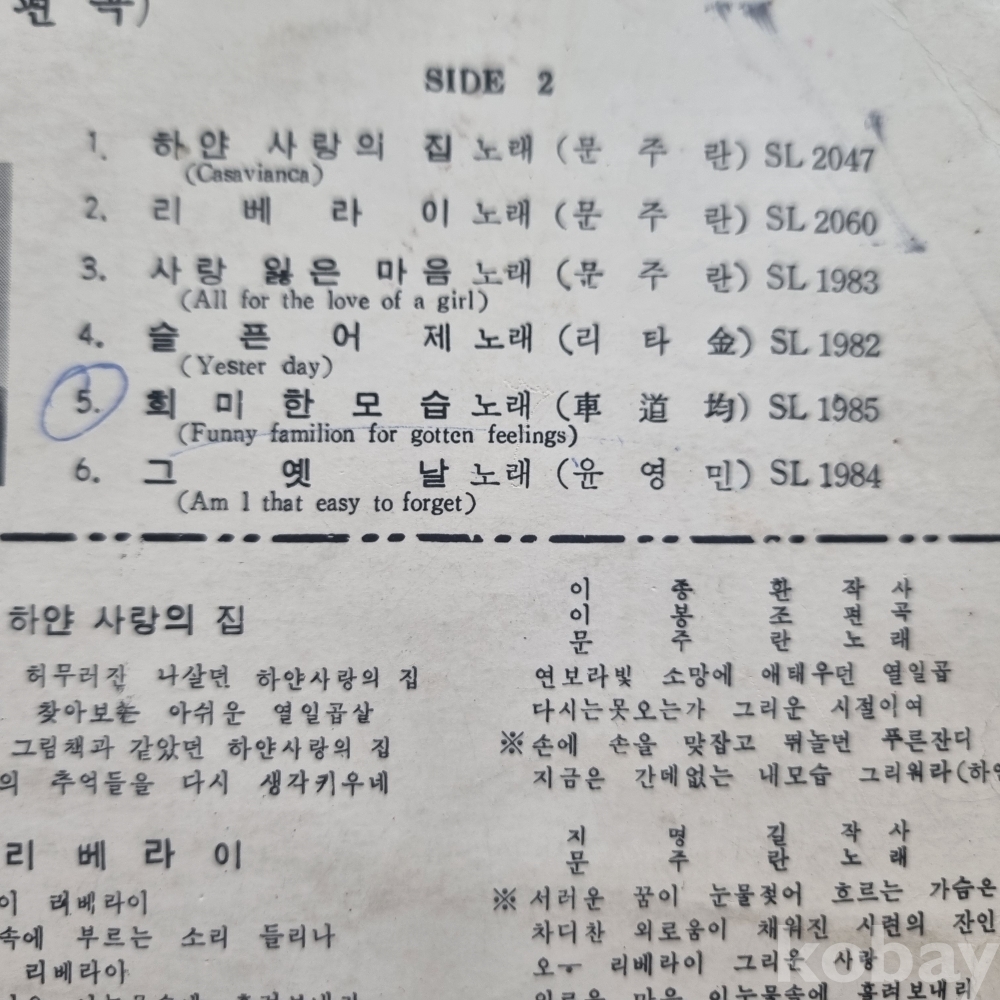 편 곡)
SIDE 2
1. 하얀 사랑의 집 노래 (문 주 란) SL 2047
(Casavianca)
2. 리 베 라 이 노래 (문 주 란) SL 2060
3. 사랑 잃은 마음 노래 (문 주 란) SL 1983
(All for the love of a girl)
4. 슬 픈 어 제 노래 (리 타 金) SL 1982
(Yester day)
5. 희 미 한 모 습 노래 (車 道 均) SL 1985
(Funny familion for gotten feelings)
6. 그 옛 날 노래 (윤 영 민) SL 1984
(Am l that easy to forget)
하얀 사랑의 집
이 종 환 작 사
이 봉 조 편 곡
문 주 란 노 래
허무러진 나살던 하얀사랑의 집
찾아보는 아쉬운 열일곱살
그림책과 같았던 하얀사랑의 집
의 추억들을 다시 생각키우네
연보라빛 소망에 애태우던 열일곱
다시는못오는가 그리운 시절이여
※손에 손을 맞잡고 뛰놀던 푸른잔디
지금은 간데없는 내모습 그리워라(하얀
리 베 라 이
지 명 길 작 사
문 주 란 노 래
이 리베라이
속에 부르는 소리 들리나
리베라아
※서러운 꿈이 눈물젖어 흐르는 가슴은
차디찬 외로움이 채워진 시련의 잔인
오ー 리베라이 그리운 사랑
kobay